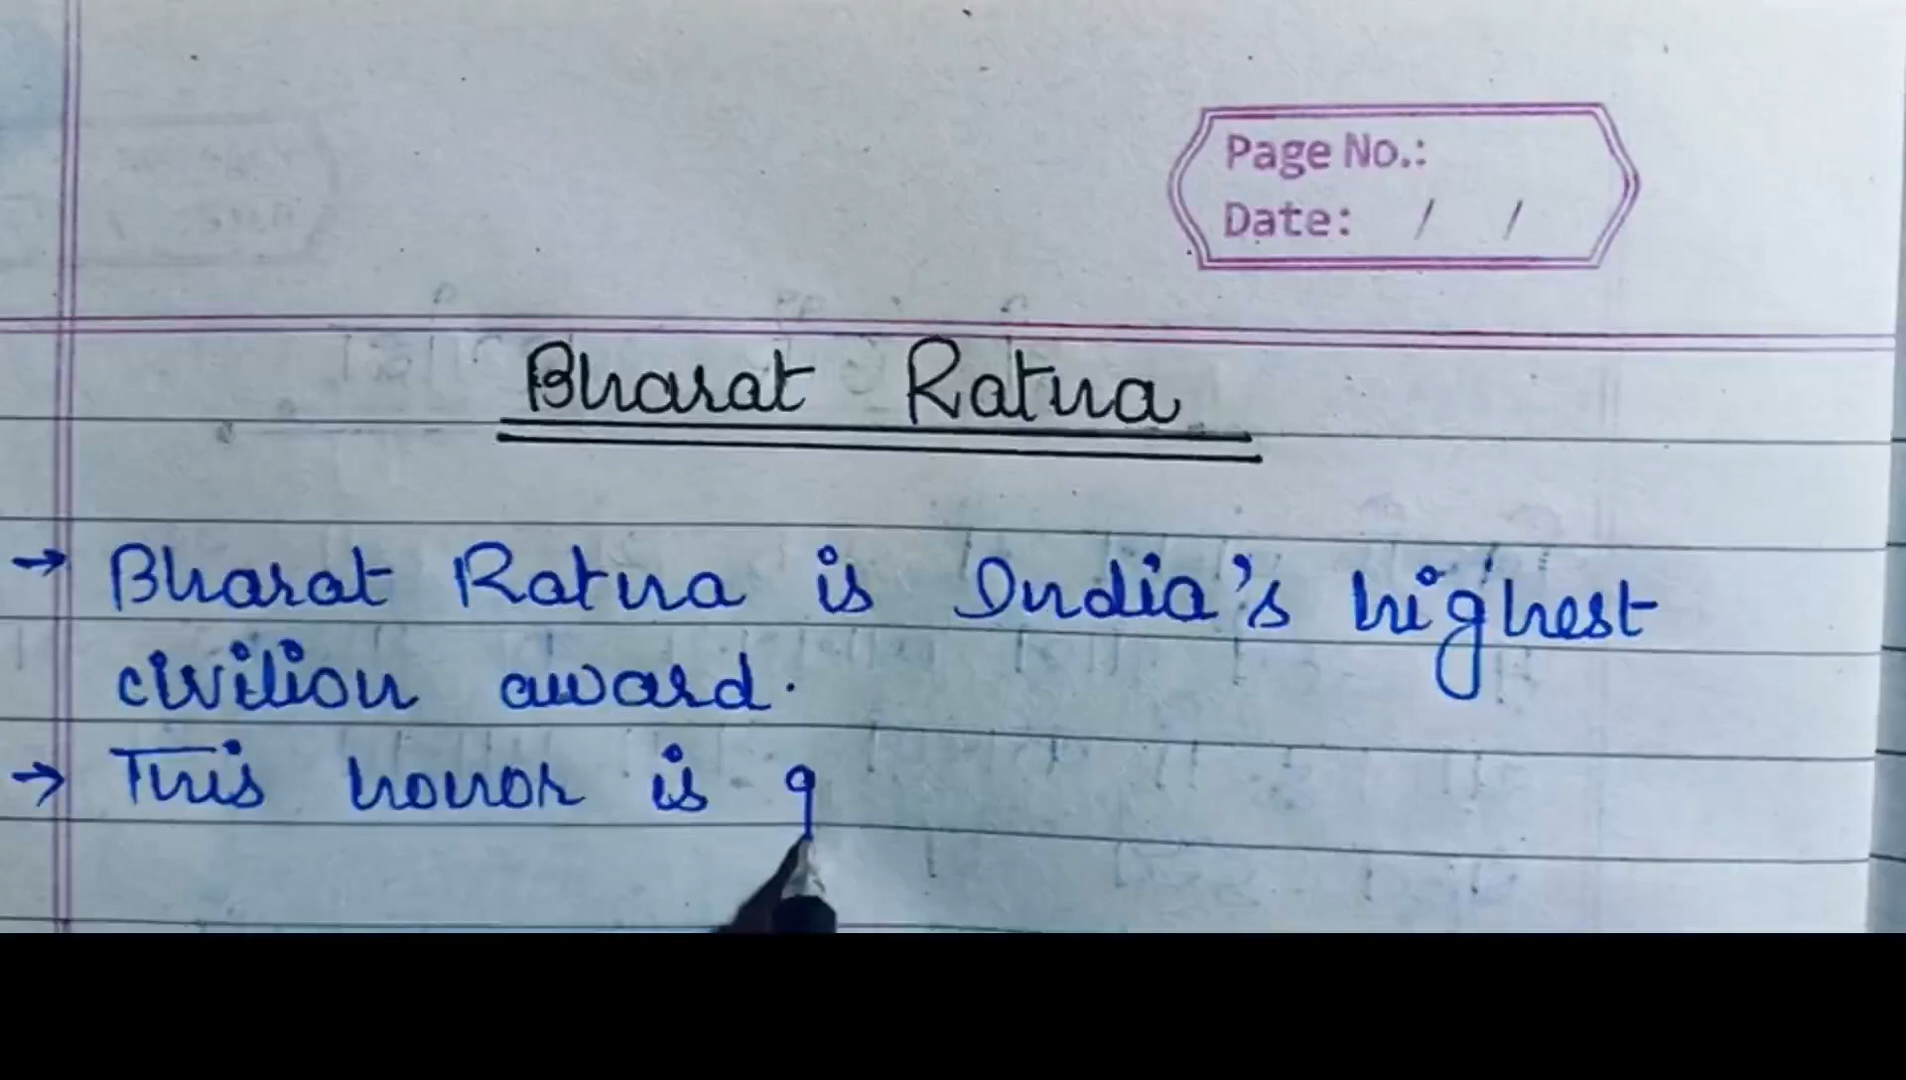 Page No.:
Date: / /
Bharat Ratna
→ Bharat Ratna is India's highest
civilian award.
→ This honor is g